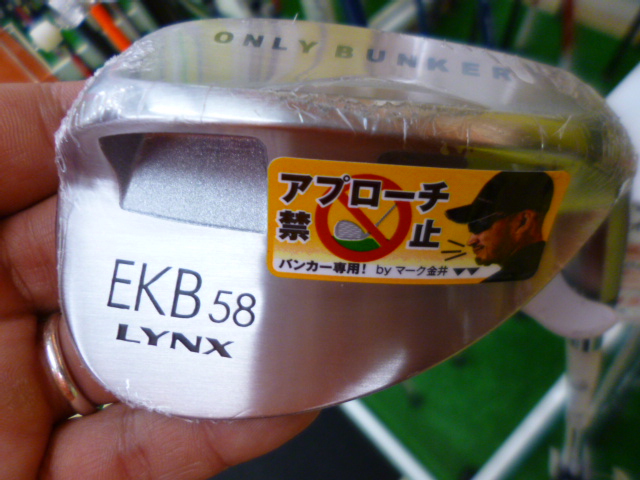 ONLY BUNKER
アプローチ
禁止
バンカー専用! by マーク金井
EKB 58
LYNX